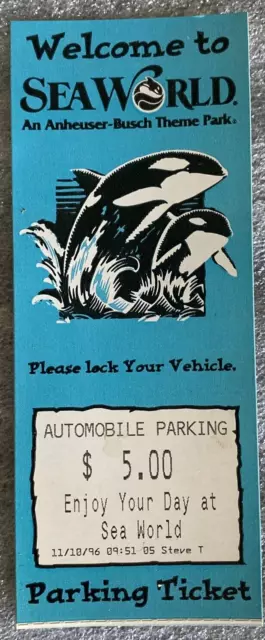 Welcome to
SEAWORLD.
An Anheuser-Busch Theme Park®
Please lock Your Vehicle.
AUTOMOBILE PARKING
$ 5.00
Enjoy Your Day at
Sea World
11/10/96 09:51 05 Steve T
Parking Ticket